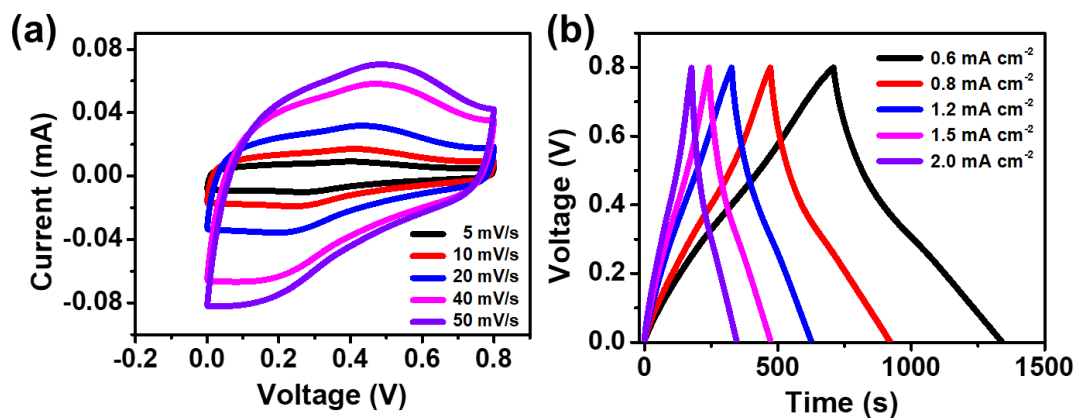 (a)
0.08
0.04
0.00
-0.04
-0.08
Current (mA)
5 mV/s
10 mV/s
20 mV/s
40 mV/s
50 mV/s
-0.2
0.0
0.2
0.4
0.6
0.8
Voltage (V)
(b)
0.8
0.6
0.4
0.2
0.0
Voltage (V)
0.6 mA cm-2
0.8 mA cm-2
1.2 mA cm-2
1.5 mA cm-2
2.0 mA cm-2
0
500
1000
1500
Time (s)